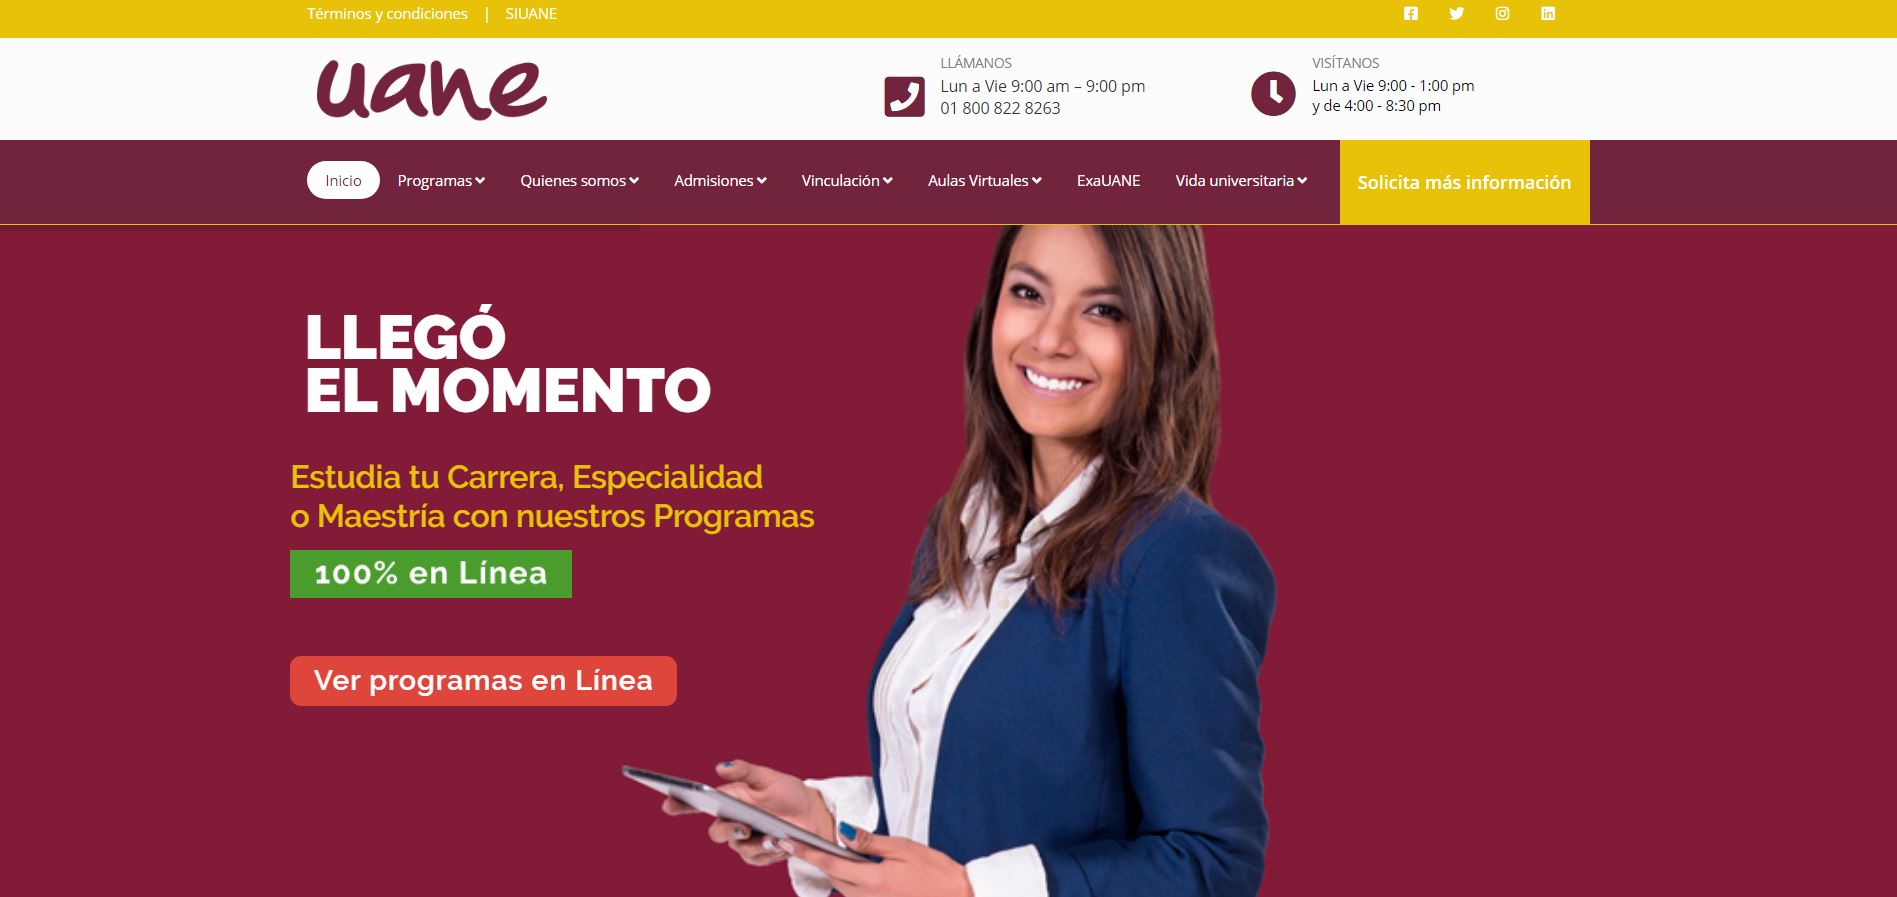 Términos y condiciones | SIUANE
uane
LLÁMANOS
Lun a Vie 9:00 am – 9:00 pm
01 800 822 8263
VISÍTANOS
Lun a Vie 9:00 - 1:00 pm
y de 4:00 - 8:30 pm
Inicio Programas Quienes somos Admisiones Vinculación Aulas Virtuales ExaUANE Vida universitaria Solicita más información
LLEGÓ
EL MOMENTO
Estudia tu Carrera, Especialidad
o Maestría con nuestros Programas
100% en Línea
Ver programas en Línea